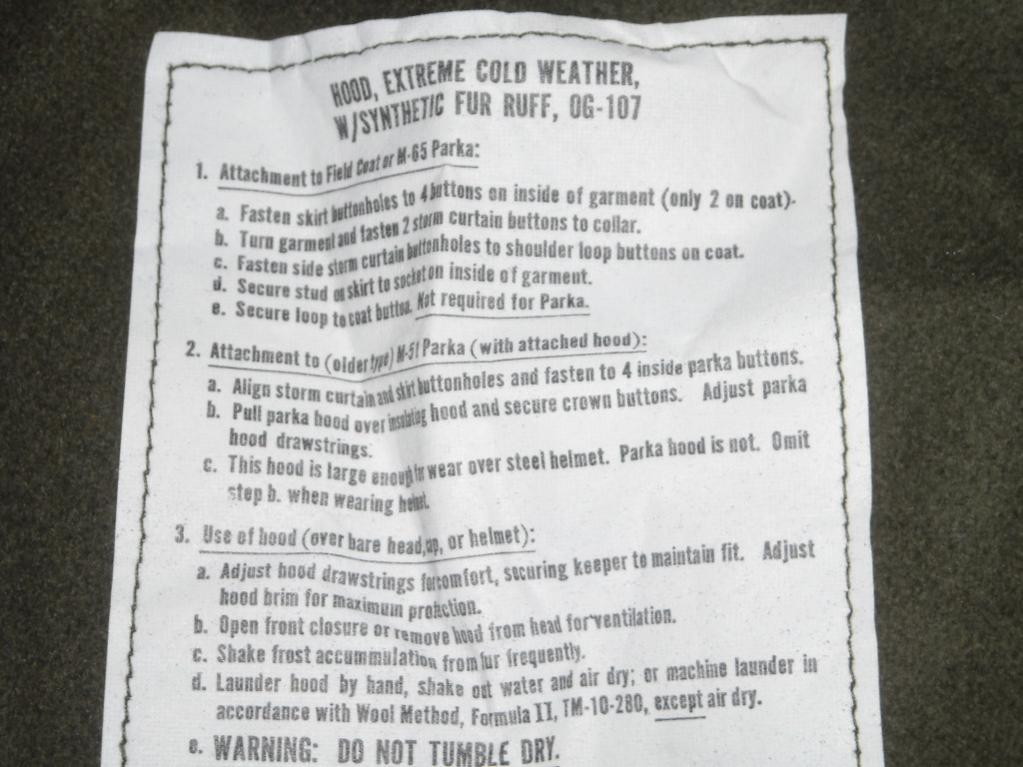 HOOD, EXTREME COLD WEATHER,
W/SYNTHETIC FUR RUFF, OG-107
1. Attachment to Field Coat or M-65 Parka:
a. Fasten skirt buttonholes to 4 buttons on inside of garment (only 2 on coat).
b. Turn garment and fasten 2 storm curtain buttons to collar.
c. Fasten side storm curtain buttonholes to shoulder loop buttons on coat.
d. Secure stud on skirt to socket on inside of garment.
e. Secure loop to coat button. Not required for Parka.
2. Attachment to (older type) M-51 Parka (with attached hood):
a. Align storm curtain and skirt buttonholes and fasten to 4 inside parka buttons.
b. Pull parka hood over insulating hood and secure crown buttons. Adjust parka
hood drawstrings.
c. This hood is large enough for wear over steel helmet. Parka hood is not. Omit
step b. when wearing helmet.
3. Use of hood (over bare head, cap, or helmet):
a. Adjust hood drawstrings for comfort, securing keeper to maintain fit. Adjust
hood brim for maximum protection.
b. Open front closure or remove hood from head for ventilation.
c. Shake frost accummulation from fur frequently.
d. Launder hood by hand, shake out water and air dry; or machine launder in
accordance with Wool Method, Formula II, TM-10-280, except air dry.
e. WARNING: DO NOT TUMBLE DRY.